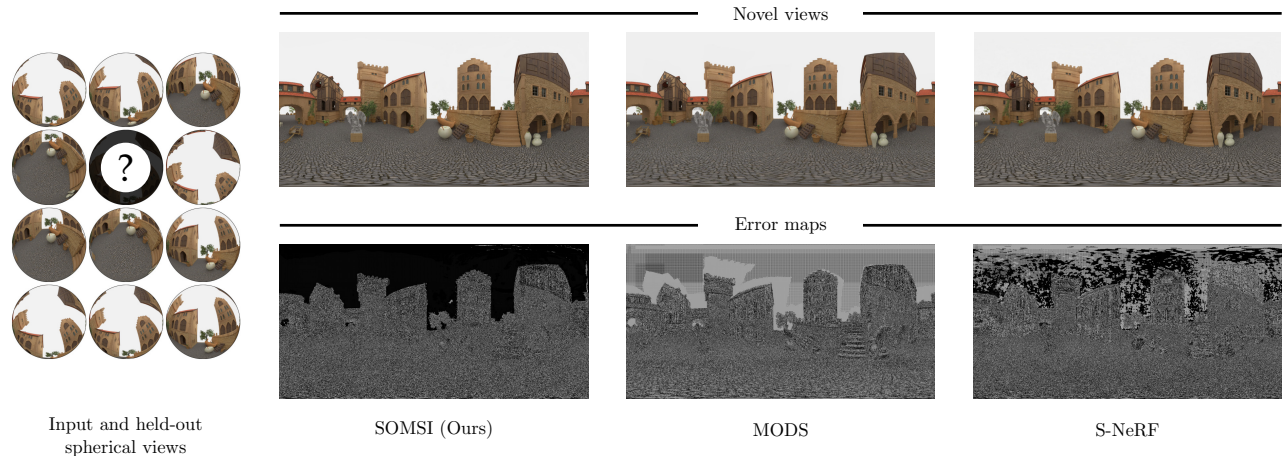 Novel views
?
Error maps
Input and held-out
spherical views
SOMSI (Ours)
MODS
S-NeRF